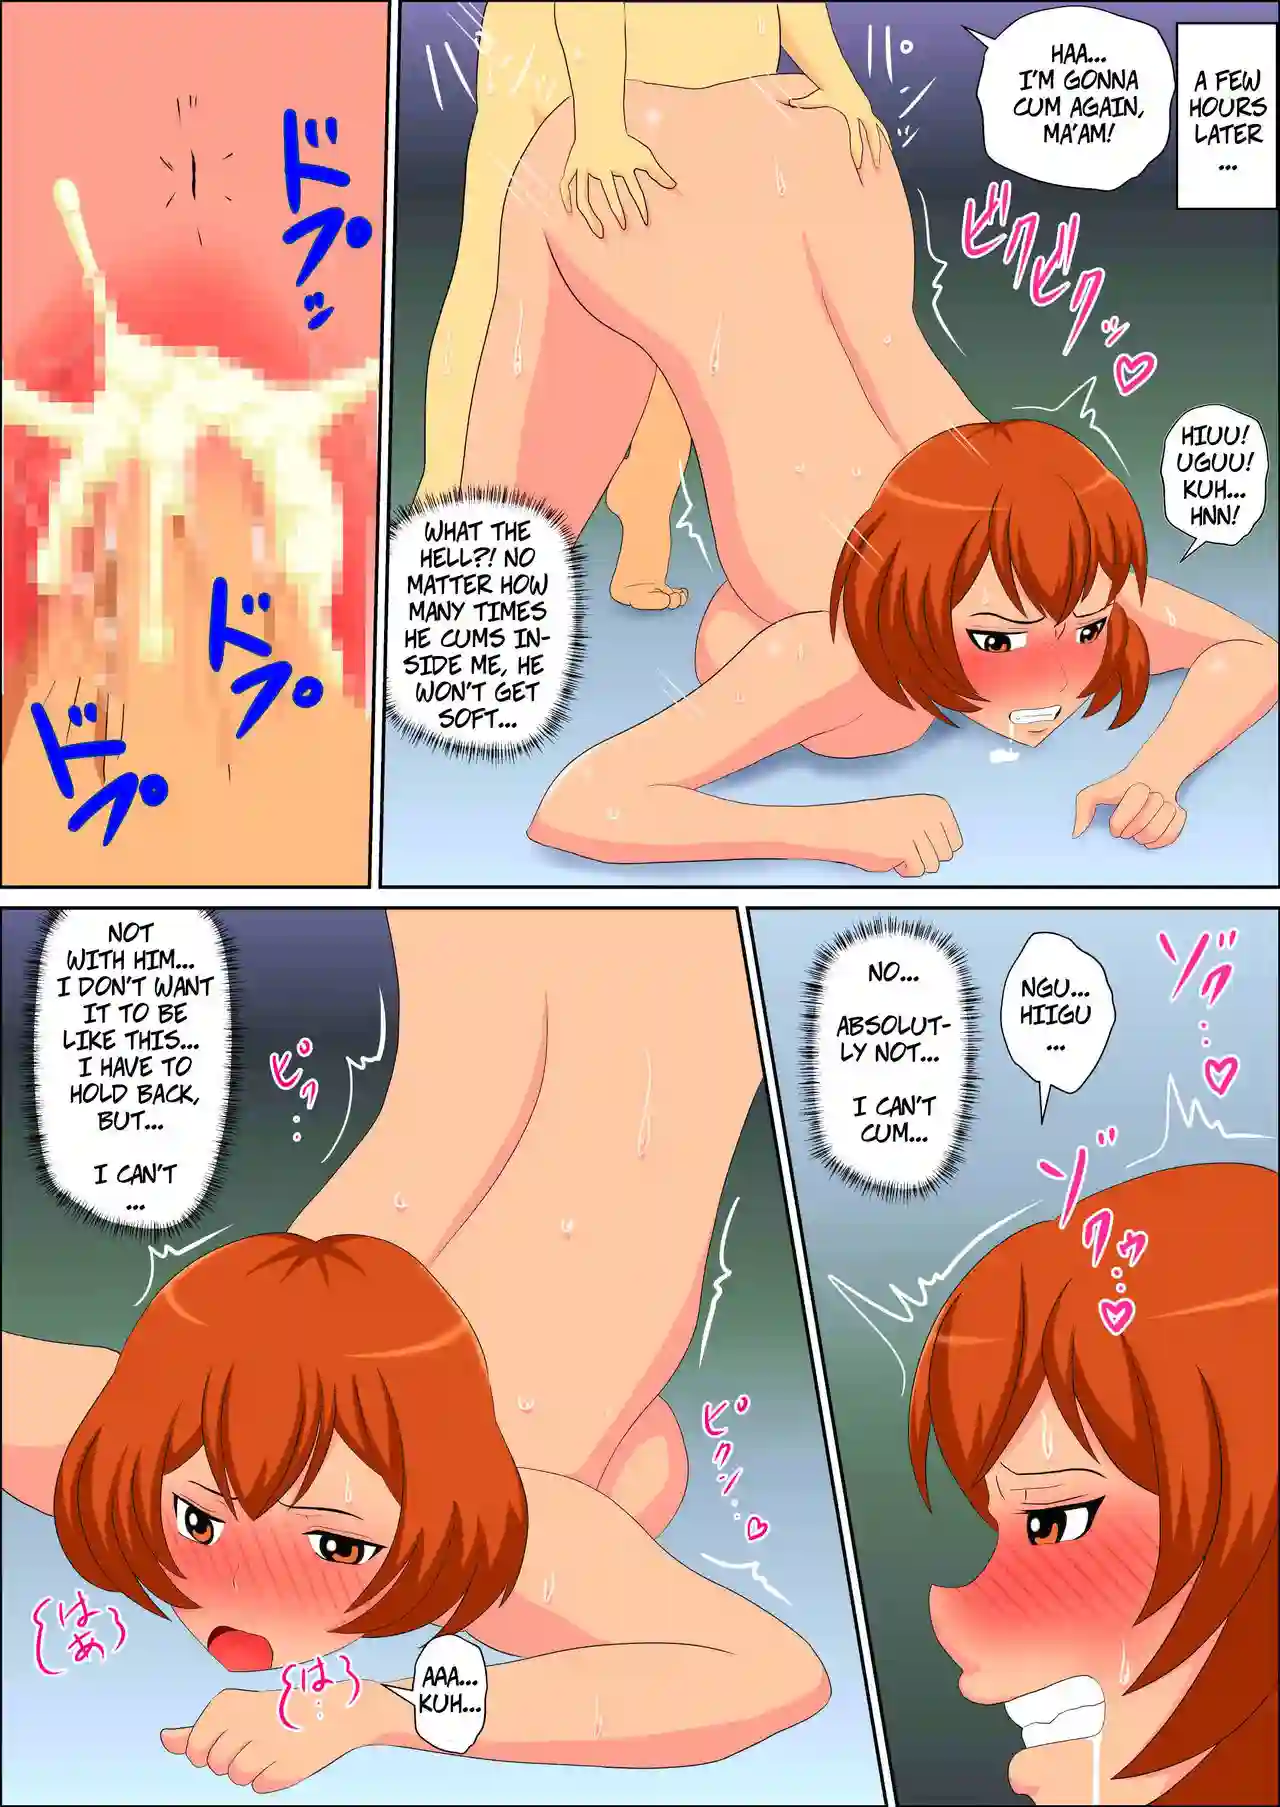 A FEW
HOURS
LATER
...
HAA...
I'M GONNA
CUM AGAIN,
MA'AM!
ビクビクッ
HIUU!
UGUU!
KUH...
HNN!
WHAT THE
HELL?! NO
MATTER HOW
MANY TIMES
HE CUMS IN-
SIDE ME, HE
WON'T GET
SOFT...
ドプッ
ドプ
ドプ
ゾク
NGU...
HIIGU
...
NO...
ABSOLUT-
LY NOT...
I CAN'T
CUM...
ゾクゥ
NOT
WITH HIM...
I DON'T WANT
IT TO BE
LIKE THIS...
I HAVE TO
HOLD BACK,
BUT...
I CAN'T
...
ピク
ピクン
はぁ
は
AAA...
KUH...